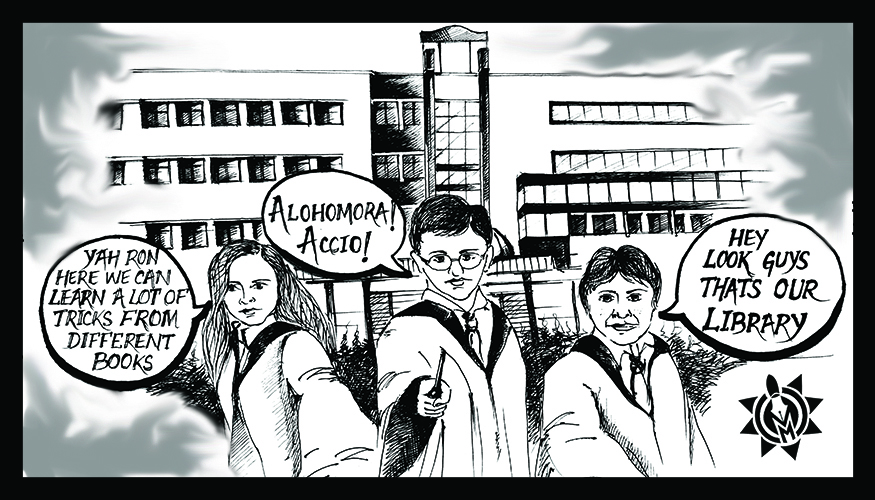 YAH RON
HERE WE CAN
LEARN A LOT OF
TRICKS FROM
DIFFERENT
BOOKS
ALOHOMORA!
ACCIO!
HEY
LOOK GUYS
THATS OUR
LIBRARY